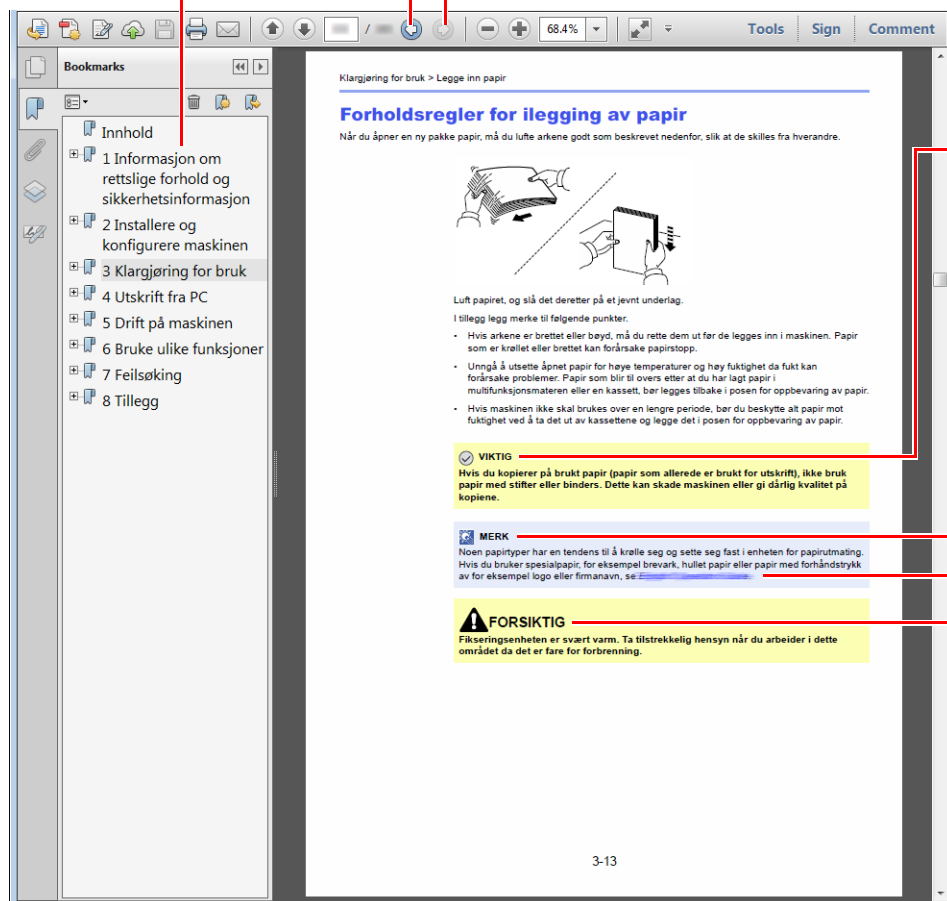 /
68.4%
Tools
Sign
Comment
Bookmarks
Innhold
1 Informasjon om
rettslige forhold og
sikkerhetsinformasjon
2 Installere og
konfigurere maskinen
3 Klargjøring for bruk
4 Utskrift fra PC
5 Drift på maskinen
6 Bruke ulike funksjoner
7 Feilsøking
8 Tillegg
Klargjøring for bruk > Legge inn papir
Forholdsregler for ilegging av papir
Når du åpner en ny pakke papir, må du lufte arkene godt som beskrevet nedenfor, slik at de skilles fra hverandre.
Luft papiret, og slå det deretter på et jevnt underlag.
I tillegg legg merke til følgende punkter.
• Hvis arkene er brettet eller bøyd, må du rette dem ut før de legges inn i maskinen. Papir
som er krøllet eller brettet kan forårsake papirstopp.
• Unngå å utsette åpnet papir for høye temperaturer og høy fuktighet da fukt kan
forårsake problemer. Papir som blir til overs etter at du har lagt papir i
multifunksjonsmateren eller en kassett, bør legges tilbake i posen for oppbevaring av papir.
• Hvis maskinen ikke skal brukes over en lengre periode, bør du beskytte alt papir mot
fuktighet ved å ta det ut av kassettene og legge det i posen for oppbevaring av papir.
VIKTIG
Hvis du kopierer på brukt papir (papir som allerede er brukt for utskrift), ikke bruk
papir med stifter eller binders. Dette kan skade maskinen eller gi dårlig kvalitet på
kopiene.
MERK
Noen papirtyper har en tendens til å krølle seg og sette seg fast i enheten for papirutmating.
Hvis du bruker spesialpapir, for eksempel brevark, hullet papir eller papir med forhåndstrykk
av for eksempel logo eller firmanavn, se
FORSIKTIG
Fikseringsenheten er svært varm. Ta tilstrekkelig hensyn når du arbeider i dette
området da det er fare for forbrenning.
3-13